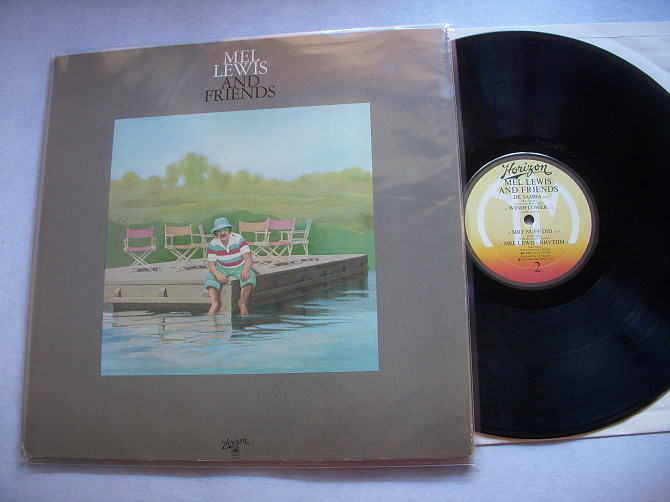 MEL
LEWIS
AND
FRIENDS
Horizon
Horizon
MEL LEWIS
AND FRIENDS
DE SAMBA
WINDFLOWER
SHO' NUFF DID
MEL LEWIS - RHYTHM
2